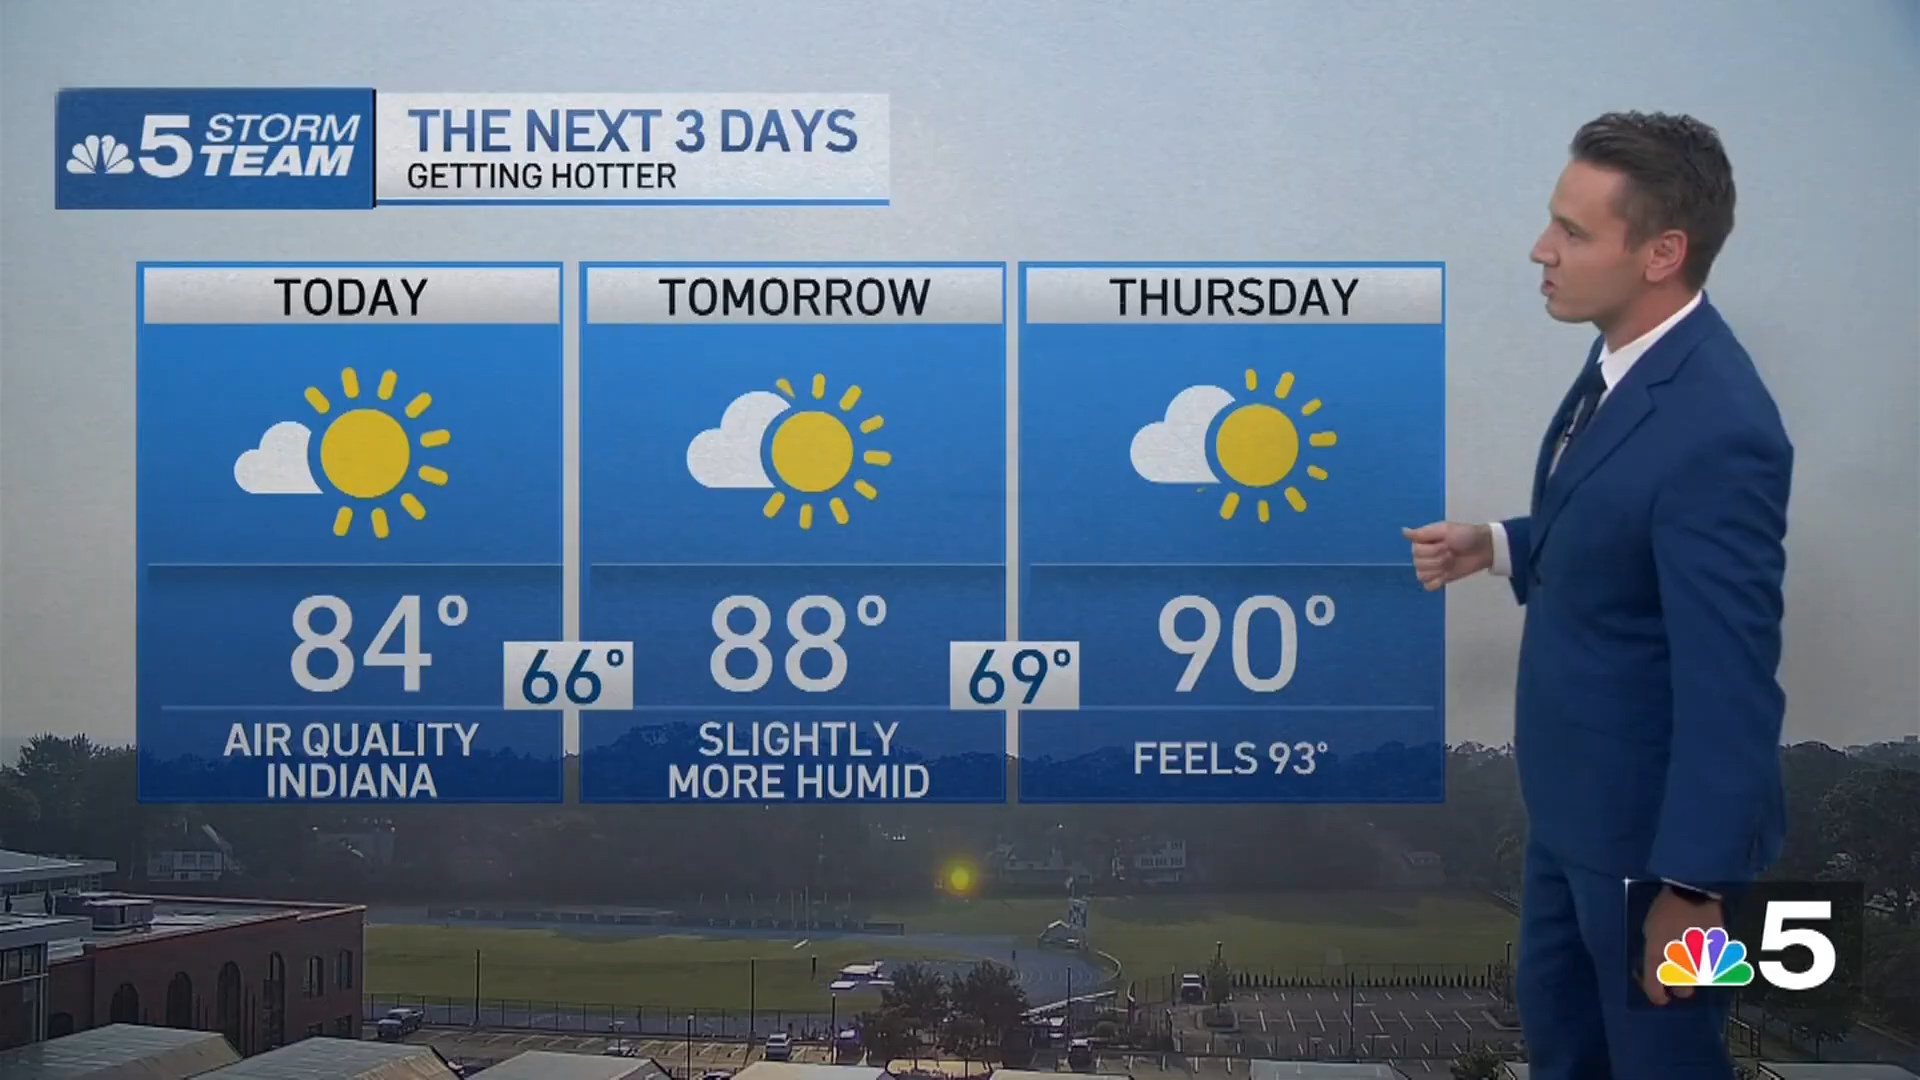 5 STORM
TEAM
THE NEXT 3 DAYS
GETTING HOTTER
TODAY
TOMORROW
THURSDAY
84°
66°
88°
69°
90°
AIR QUALITY
INDIANA
SLIGHTLY
MORE HUMID
FEELS 93°
5